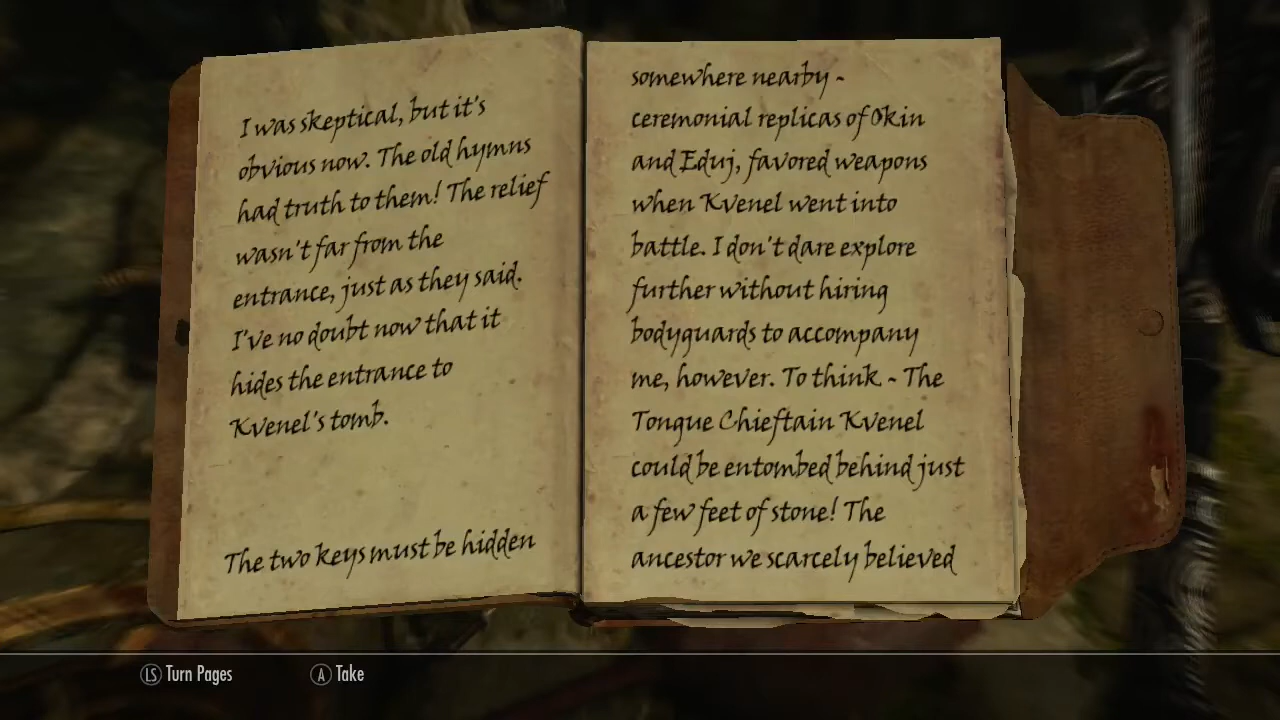 I was skeptical, but it's
obvious now. The old hymns
had truth to them! The relief
wasn't far from the
entrance, just as they said.
I've no doubt now that it
hides the entrance to
Kvenel's tomb.
The two keys must be hidden
somewhere nearby -
ceremonial replicas of Okin
and Eduj, favored weapons
when Kvenel went into
battle. I don't dare explore
further without hiring
bodyguards to accompany
me, however. To think - The
Tongue Chieftain Kvenel
could be entombed behind just
a few feet of stone! The
ancestor we scarcely believed
LS Turn Pages
A Take